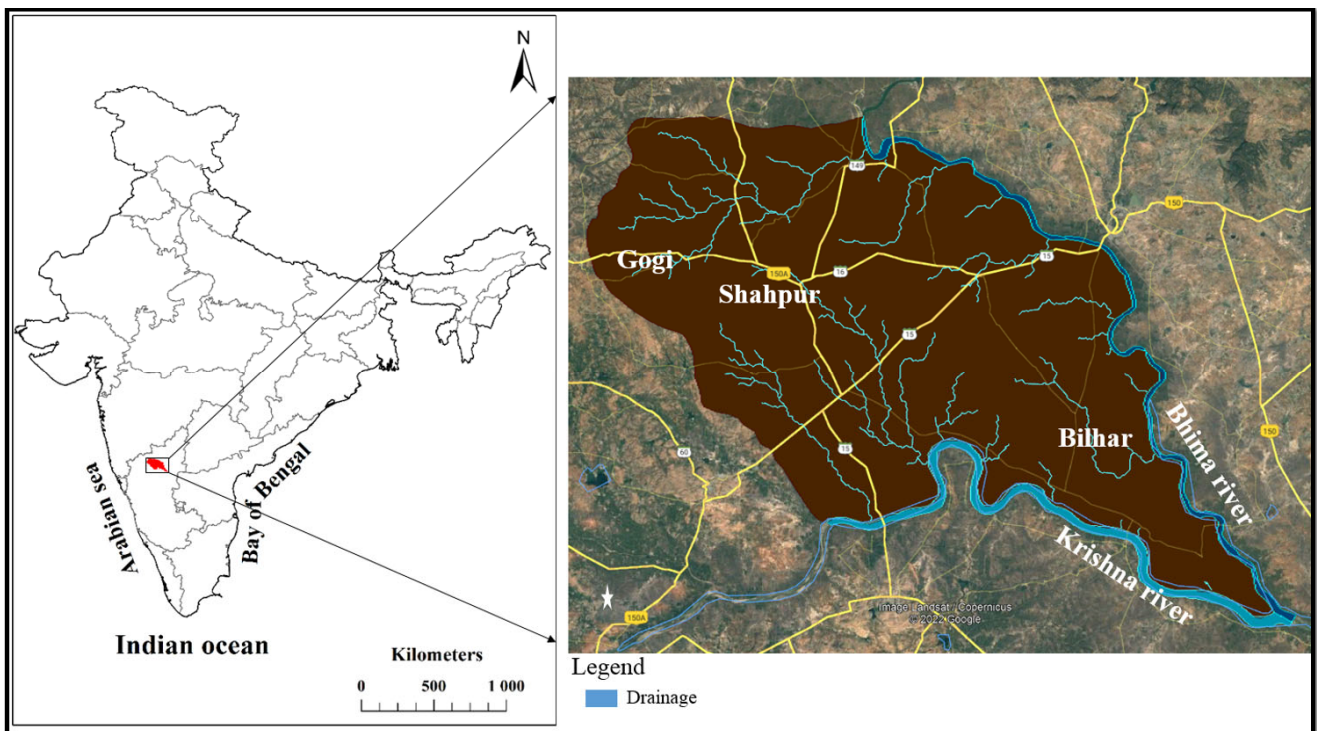 N
Arabian sea
Bay of Bengal
Indian ocean
Kilometers
0 500 1 000
149
150
Gogi
150A
16
15
Shahpur
15
150
60
15
Bilhar
Bhima river
Krishna river
150A
Image Landsat / Copernicus
© 2022 Google
Legend
Drainage